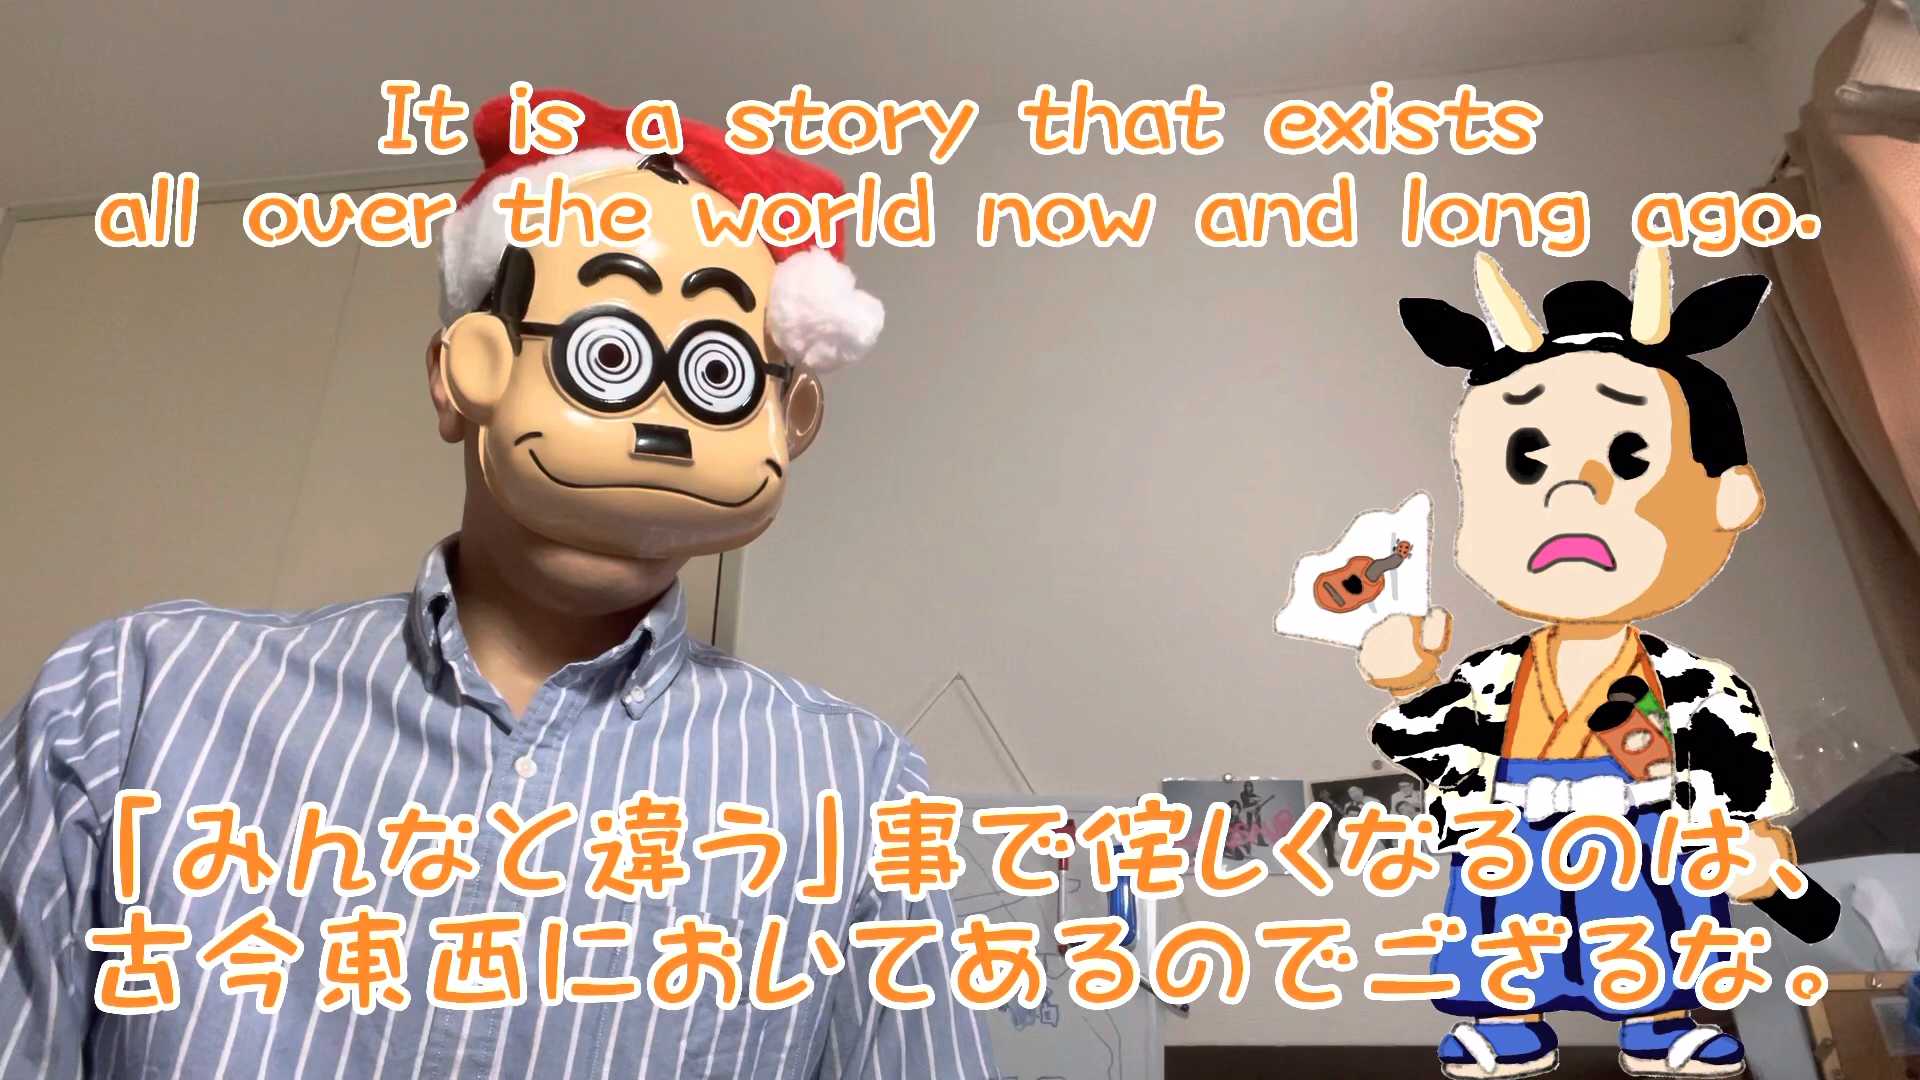 It is a story that exists
all over the world now and long ago.
「みんなと違う」事で侘しくなるのは、
古今東西においてあるのでござるな。